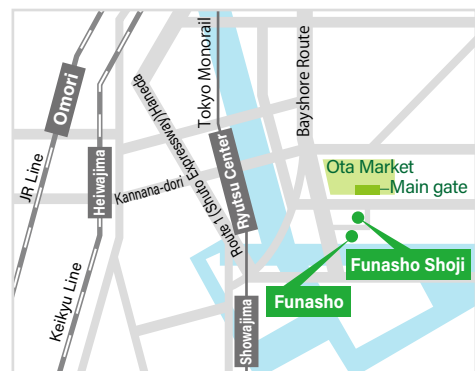 Omori
JR Line
Heiwajima
Keikyu Line
Kannana-dori
Route 1(Shuto Expressway)Haneda
Tokyo Monorail
Ryutsu Center
Showajima
Bayshore Route
Ota Market
Main gate
Funasho Shoji
Funasho